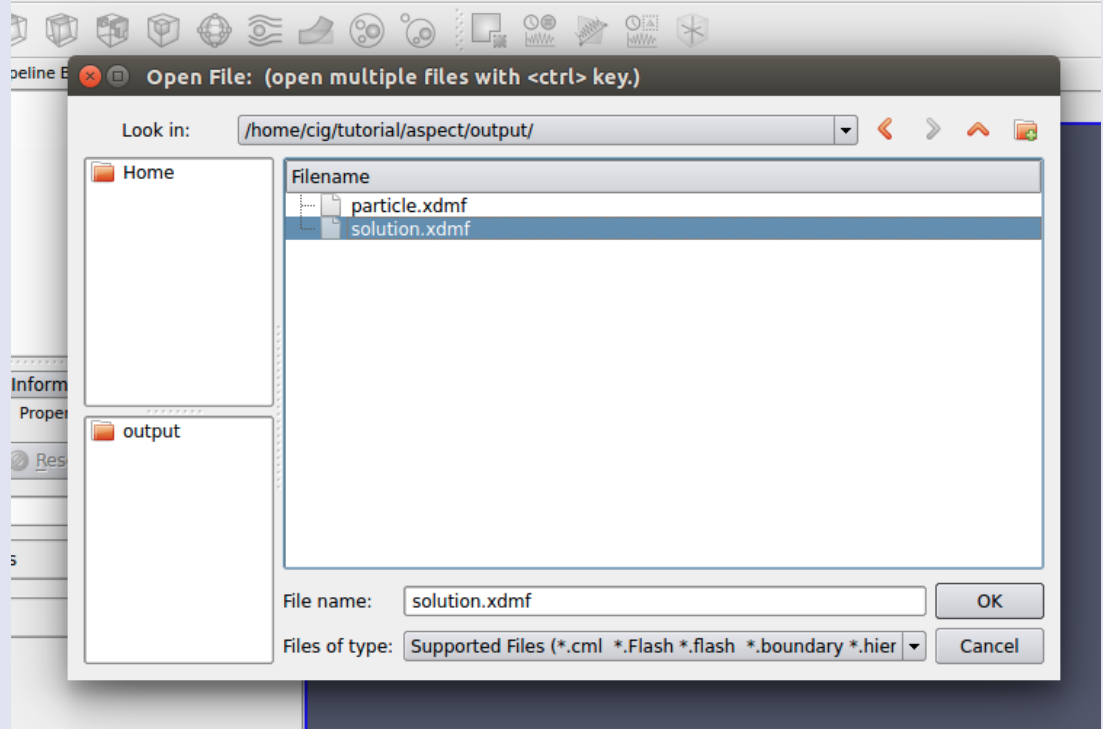 peline E
Open File:  (open multiple files with <ctrl> key.)
Look in:
/home/cig/tutorial/aspect/output/
Home
Filename
particle.xdmf
solution.xdmf
Inform
Proper
output
Res
s
File name:
solution.xdmf
OK
Files of type:
Supported Files (*.cml  *.Flash *.flash  *.boundary *.hier
Cancel